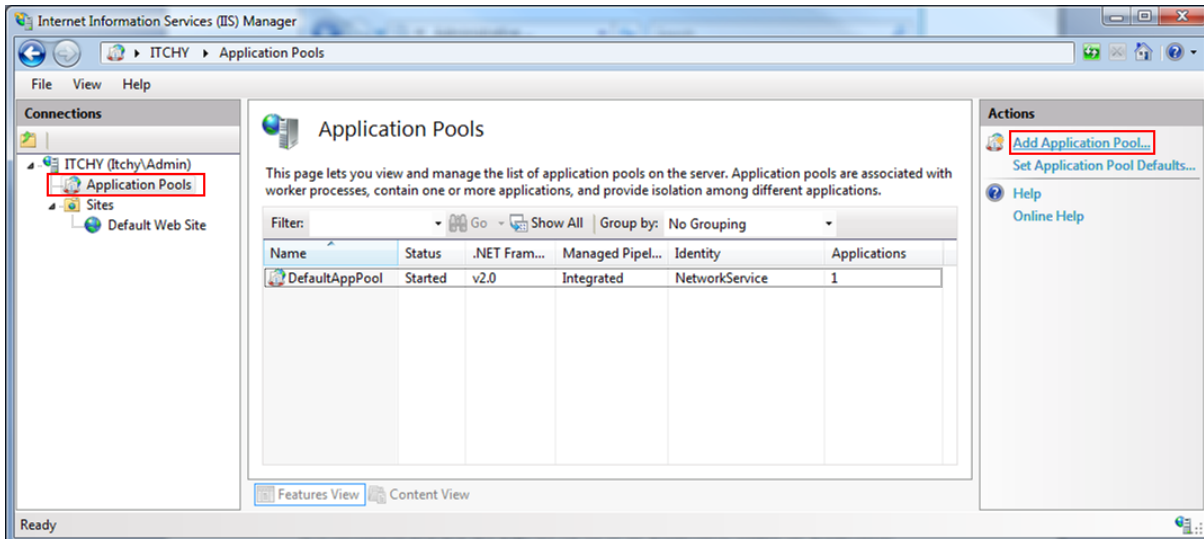 Internet Information Services (IIS) Manager
ITCHY Application Pools
File View Help
Connections
ITCHY (Itchy\Admin)
Application Pools
Sites
Default Web Site
Application Pools
This page lets you view and manage the list of application pools on the server. Application pools are associated with
worker processes, contain one or more applications, and provide isolation among different applications.
Filter: Go Show All Group by: No Grouping
Name Status .NET Fram... Managed Pipel... Identity Applications
DefaultAppPool Started v2.0 Integrated NetworkService 1
Features View Content View
Actions
Add Application Pool...
Set Application Pool Defaults...
Help
Online Help
Ready